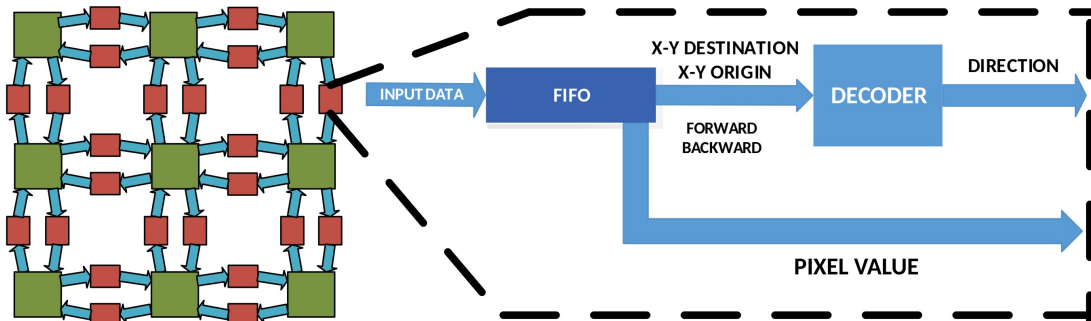 INPUT DATA
FIFO
X-Y DESTINATION
X-Y ORIGIN
FORWARD
BACKWARD
DECODER
DIRECTION
PIXEL VALUE